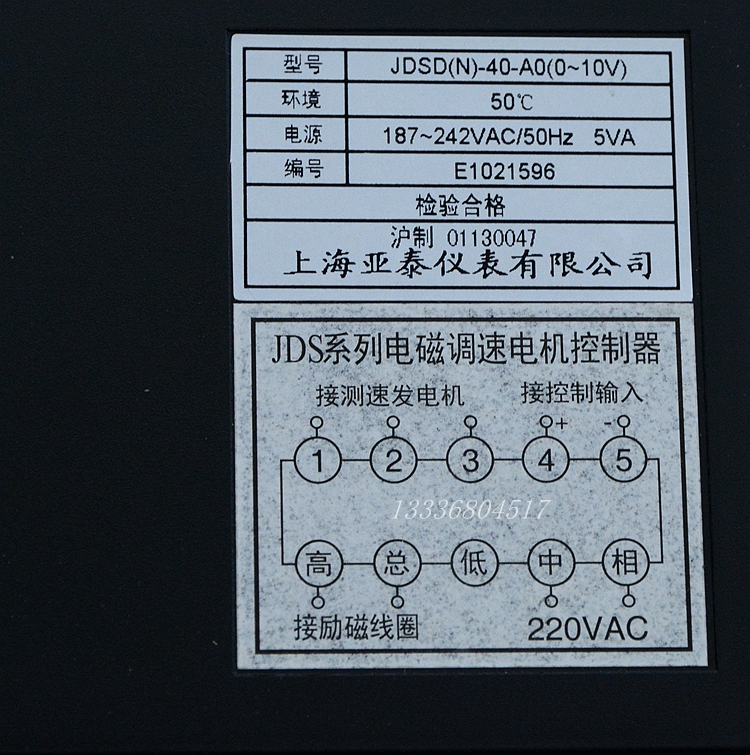 型号 JDSD(N)-40-A0(0~10V)
环境 50℃
电源 187~242VAC/50Hz 5VA
编号 E1021596
检验合格
沪制 01130047
上海亚泰仪表有限公司
JDS系列电磁调速电机控制器
接测速发电机 接控制输入
+ -
1 2 3 4 5
13336804517
高 总 低 中 相
接励磁线圈 220VAC